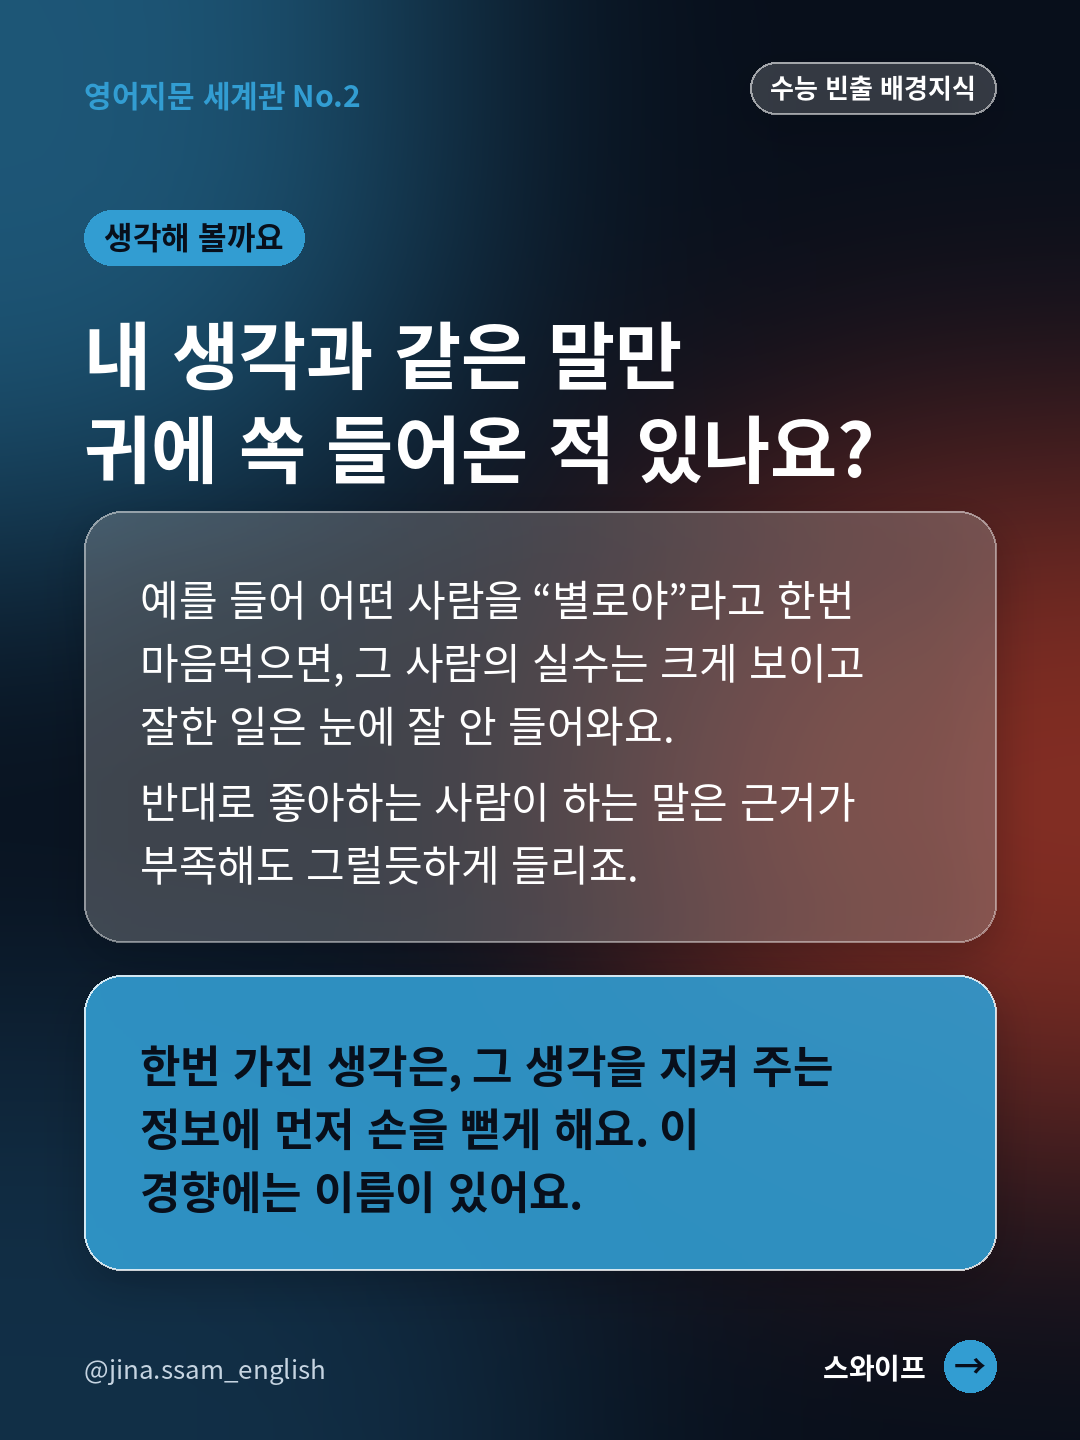 영어지문 세계관 No.2
수능 빈출 배경지식
생각해 볼까요
내 생각과 같은 말만
귀에 쏙 들어온 적 있나요?
예를 들어 어떤 사람을 “별로야”라고 한번
마음먹으면, 그 사람의 실수는 크게 보이고
잘한 일은 눈에 잘 안 들어와요.
반대로 좋아하는 사람이 하는 말은 근거가
부족해도 그럴듯하게 들리죠.
한번 가진 생각은, 그 생각을 지켜 주는
정보에 먼저 손을 뻗게 해요. 이
경향에는 이름이 있어요.
@jina.ssam_english
스와이프 →